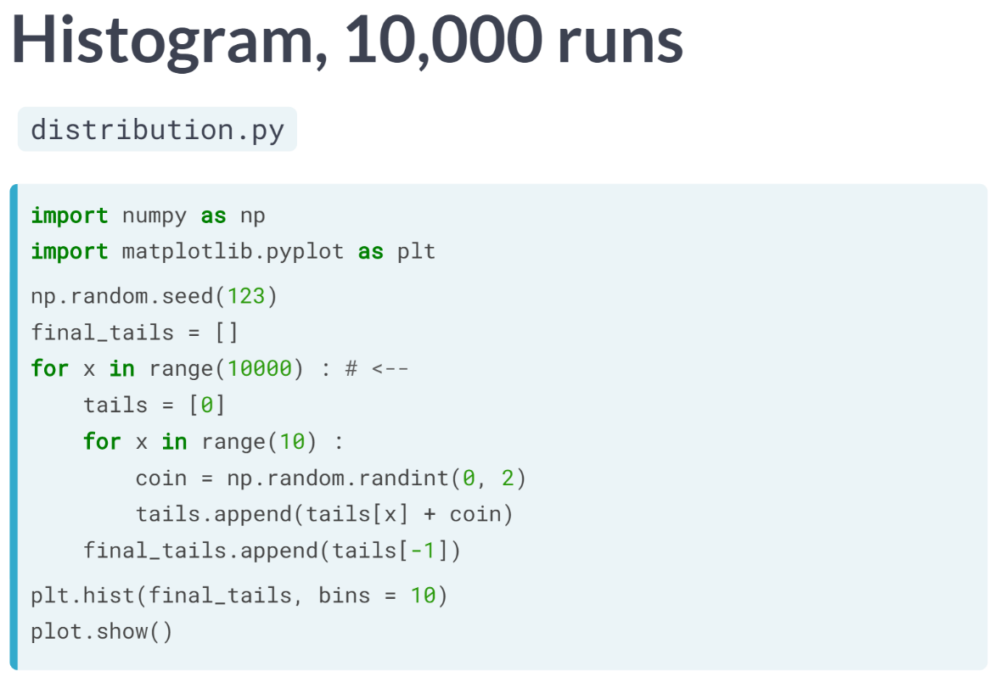 Histogram, 10,000 runs
distribution.py
import numpy as np
import matplotlib.pyplot as plt
np.random.seed(123)
final_tails = []
for x in range(10000) : # <--
    tails = [0]
    for x in range(10) :
        coin = np.random.randint(0, 2)
        tails.append(tails[x] + coin)
    final_tails.append(tails[-1])
plt.hist(final_tails, bins = 10)
plot.show()